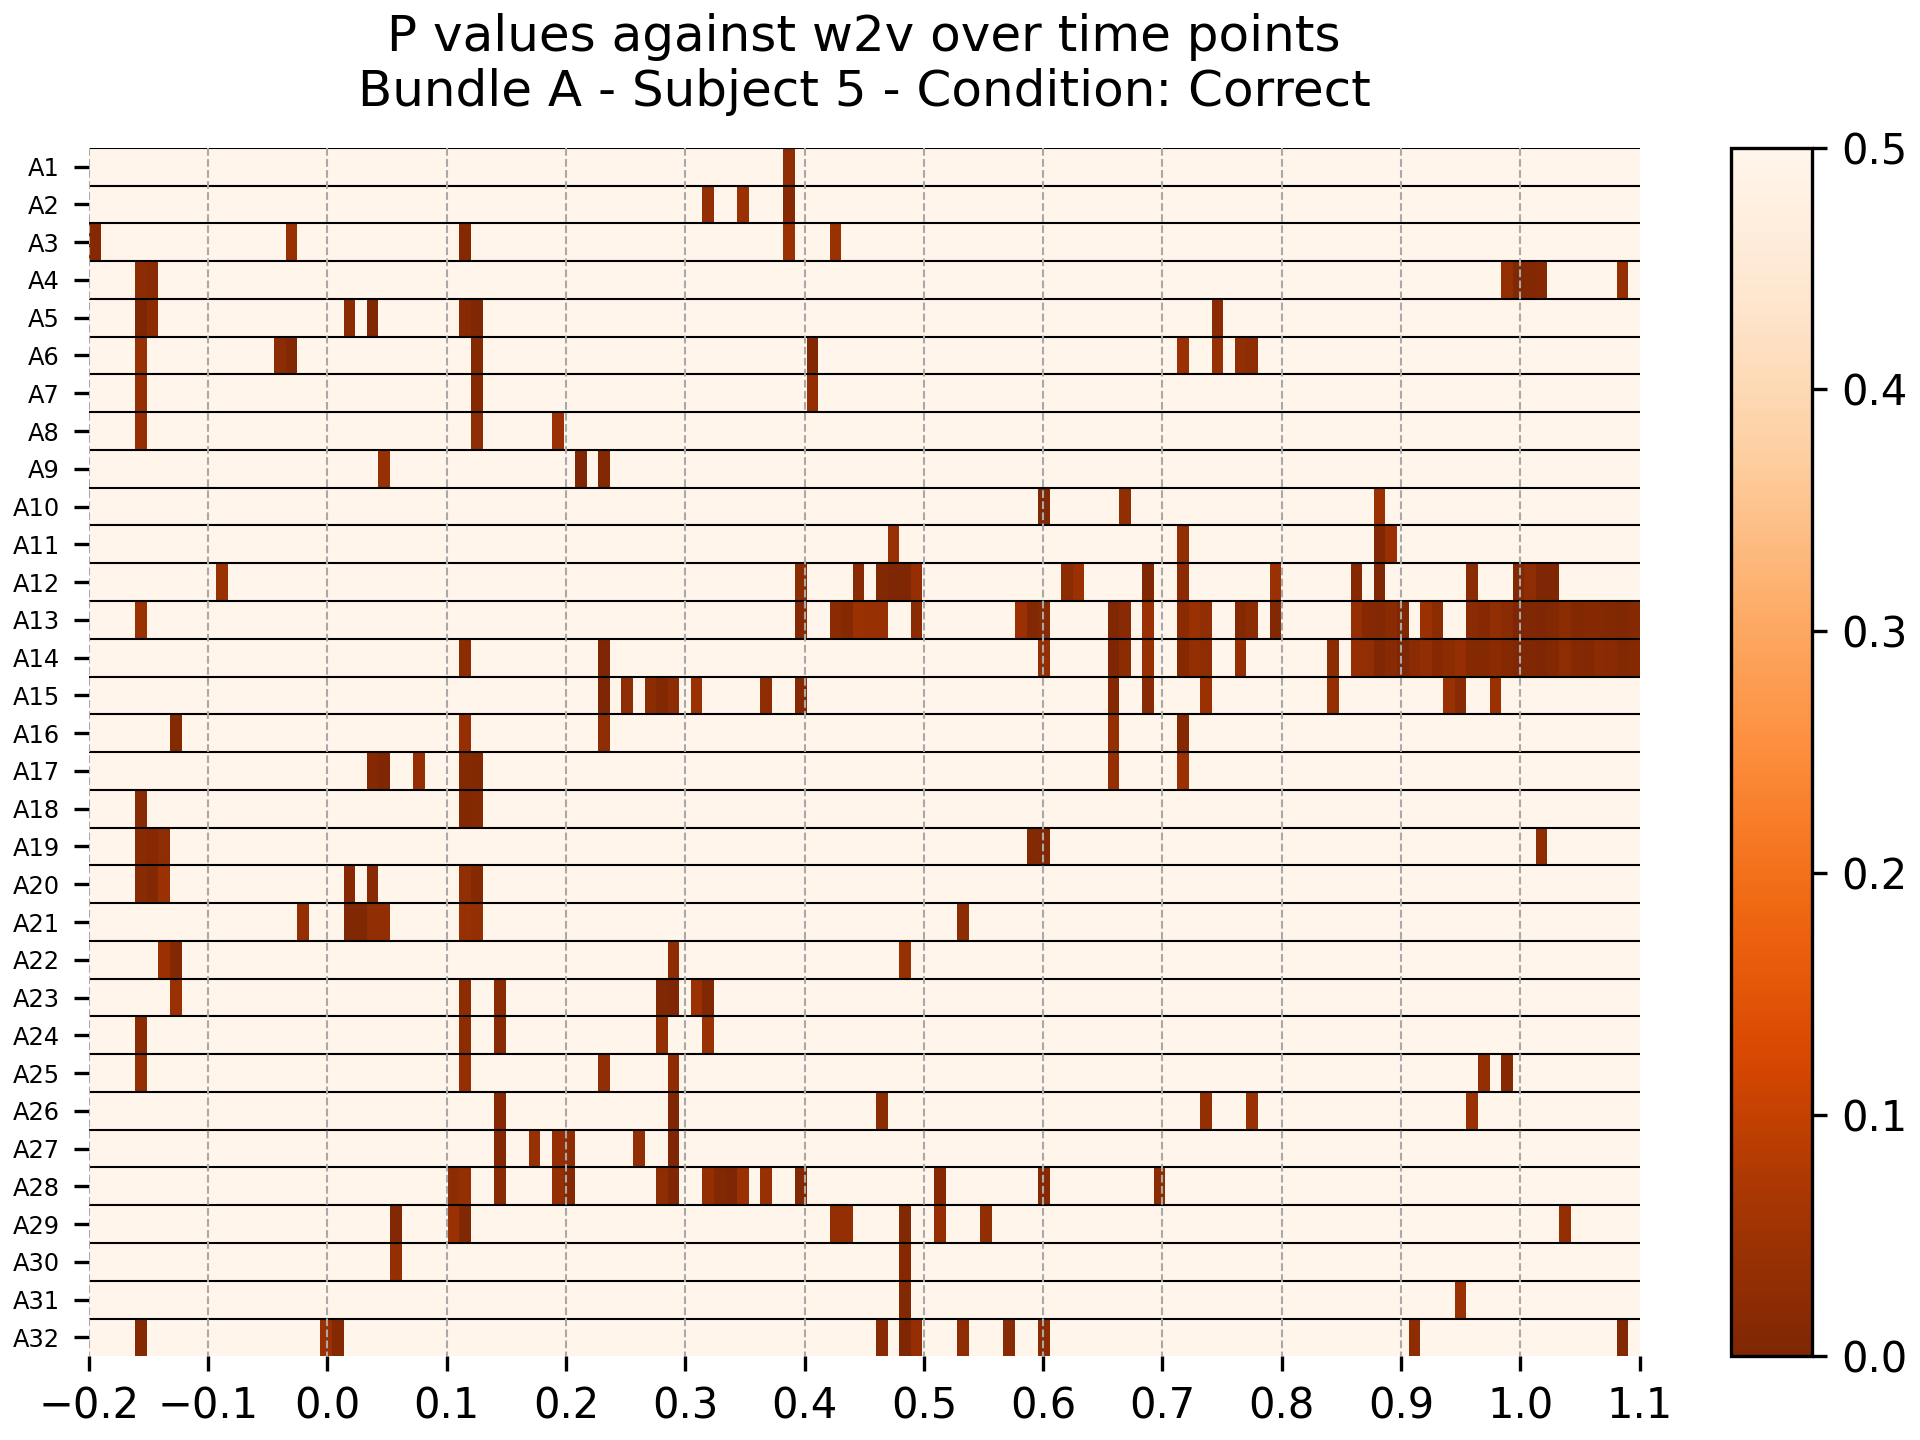 P values against w2v over time points
Bundle A - Subject 5 - Condition: Correct
A1
A2
A3
A4
A5
A6
A7
A8
A9
A10
A11
A12
A13
A14
A15
A16
A17
A18
A19
A20
A21
A22
A23
A24
A25
A26
A27
A28
A29
A30
A31
A32
−0.2 −0.1 0.0 0.1 0.2 0.3 0.4 0.5 0.6 0.7 0.8 0.9 1.0 1.1
0.5
0.4
0.3
0.2
0.1
0.0